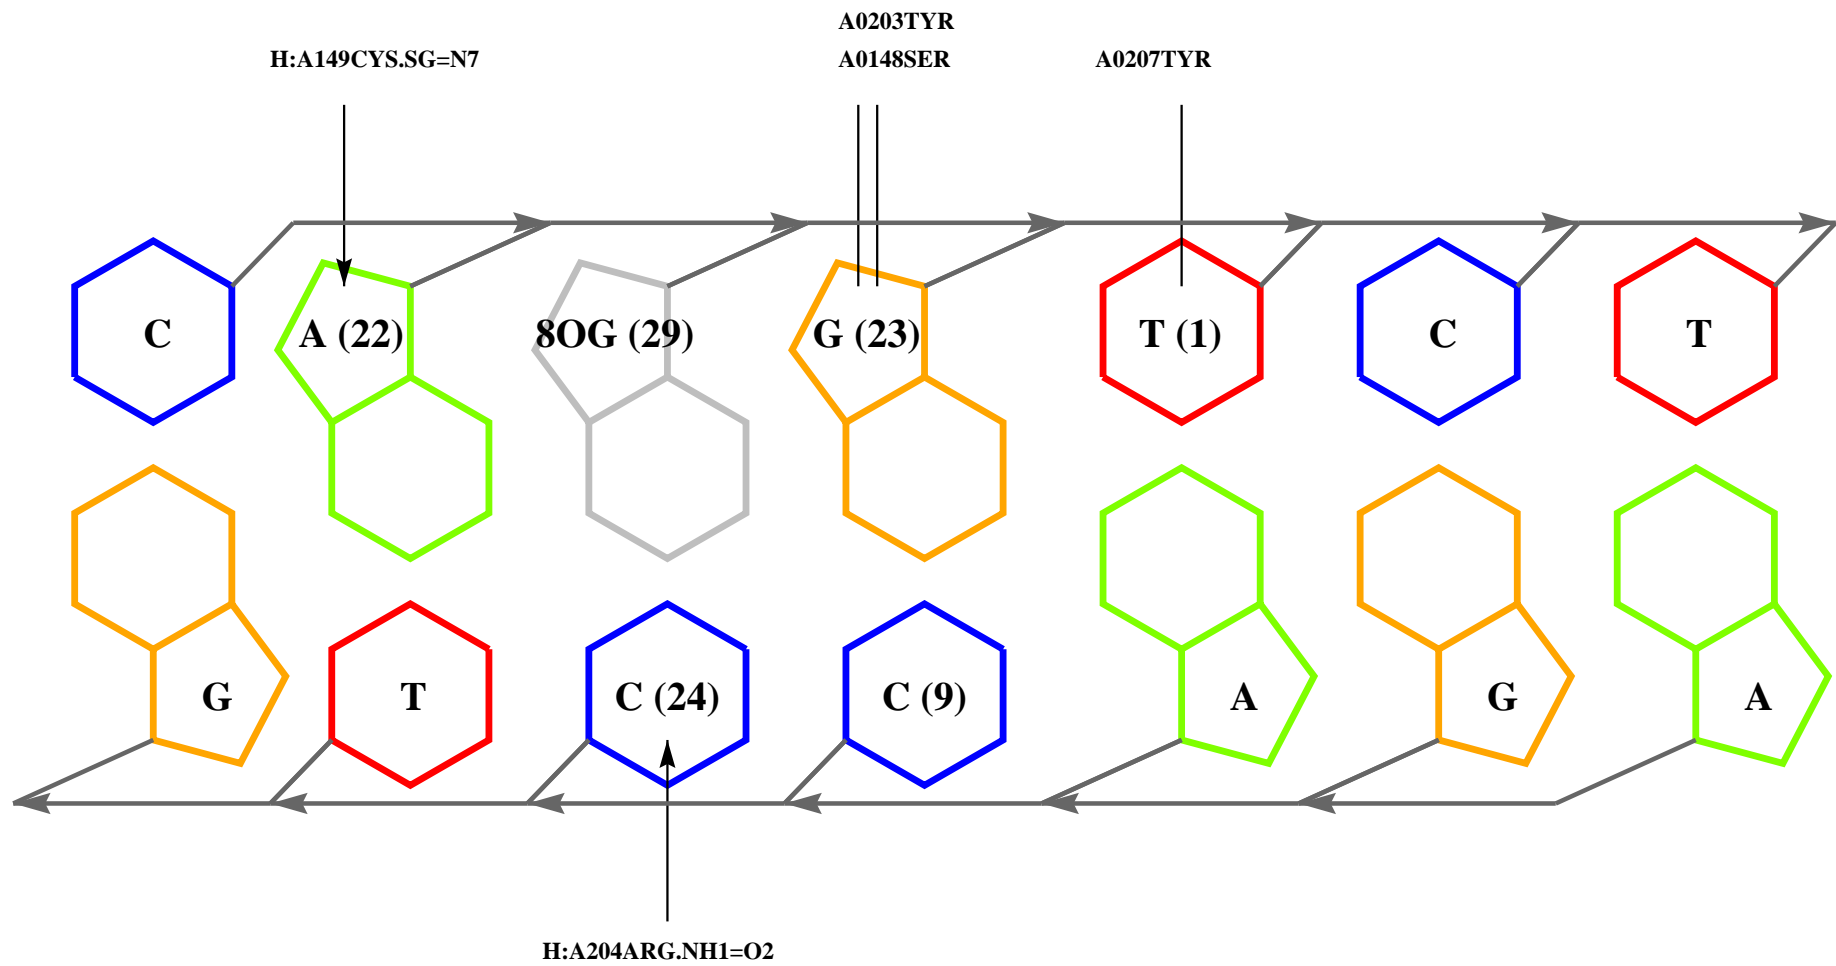 A0203TYR
H:A149CYS.SG=N7
A0148SER
A0207TYR
C
A (22)
8OG (29)
G (23)
T (1)
C
T
G
T
C (24)
C (9)
A
G
A
H:A204ARG.NH1=O2